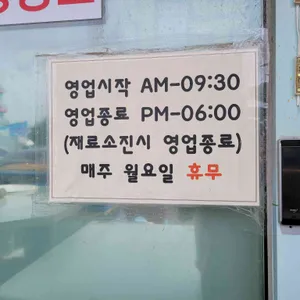 영업시작 AM-09:30
영업종료 PM-06:00
(재료소진시 영업종료)
매주 월요일 휴무